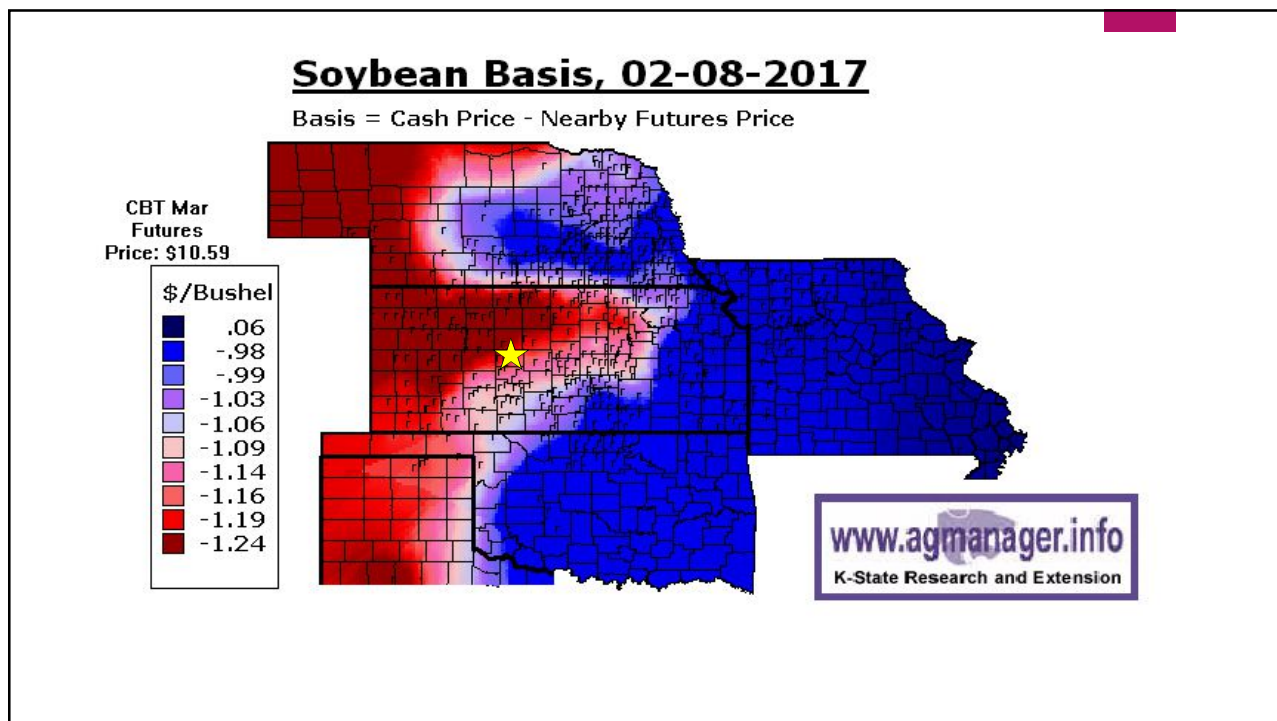 Soybean Basis, 02-08-2017
Basis = Cash Price - Nearby Futures Price
CBT Mar
Futures
Price: $10.59
$/Bushel
.06
-.98
-.99
-1.03
-1.06
-1.09
-1.14
-1.16
-1.19
-1.24
www.agmanager.info
K-State Research and Extension